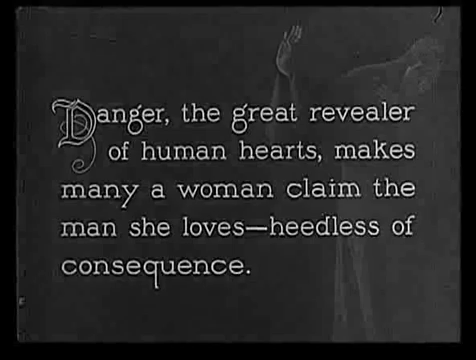 Danger, the great revealer
of human hearts, makes
many a woman claim the
man she loves—heedless of
consequence.